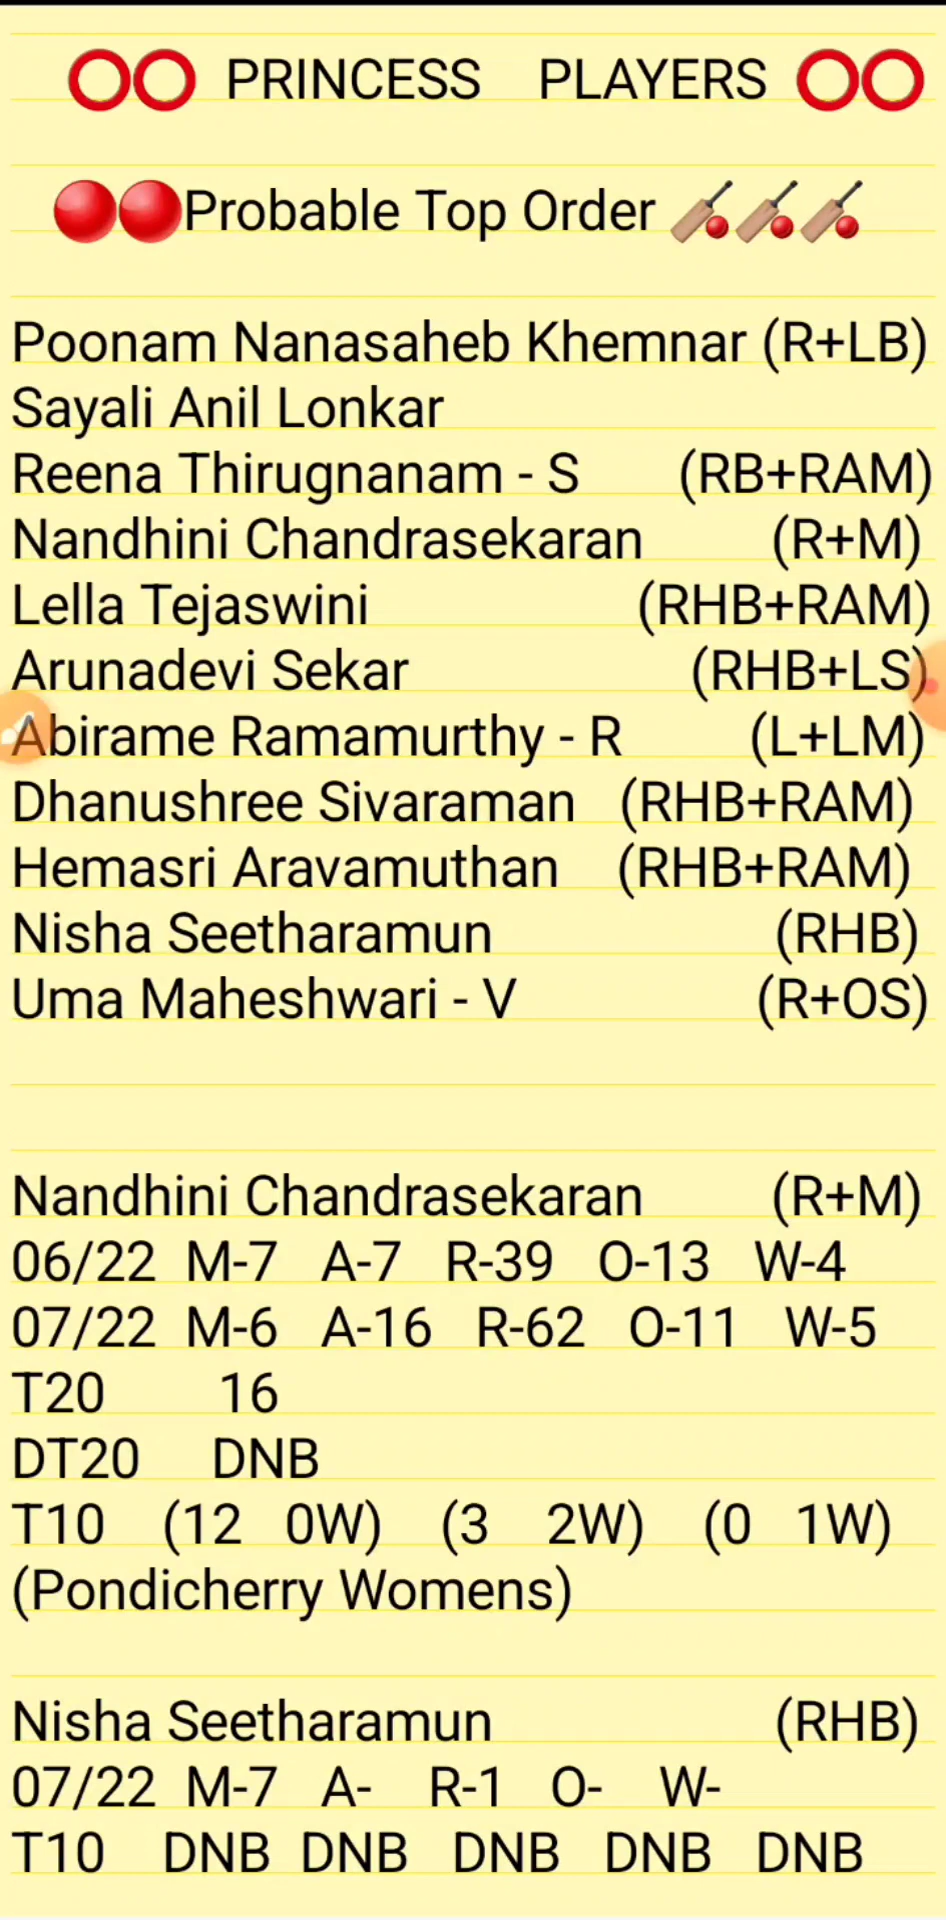 ⭕⭕ PRINCESS PLAYERS ⭕⭕
🔴🔴Probable Top Order 🏏🏏🏏
Poonam Nanasaheb Khemnar (R+LB)
Sayali Anil Lonkar
Reena Thirugnanam - S (RB+RAM)
Nandhini Chandrasekaran (R+M)
Lella Tejaswini (RHB+RAM)
Arunadevi Sekar (RHB+LS)
Abirame Ramamurthy - R (L+LM)
Dhanushree Sivaraman (RHB+RAM)
Hemasri Aravamuthan (RHB+RAM)
Nisha Seetharamun (RHB)
Uma Maheshwari - V (R+OS)
Nandhini Chandrasekaran (R+M)
06/22 M-7 A-7 R-39 O-13 W-4
07/22 M-6 A-16 R-62 O-11 W-5
T20 16
DT20 DNB
T10 (12 0W) (3 2W) (0 1W)
(Pondicherry Womens)
Nisha Seetharamun (RHB)
07/22 M-7 A- R-1 O- W-
T10 DNB DNB DNB DNB DNB